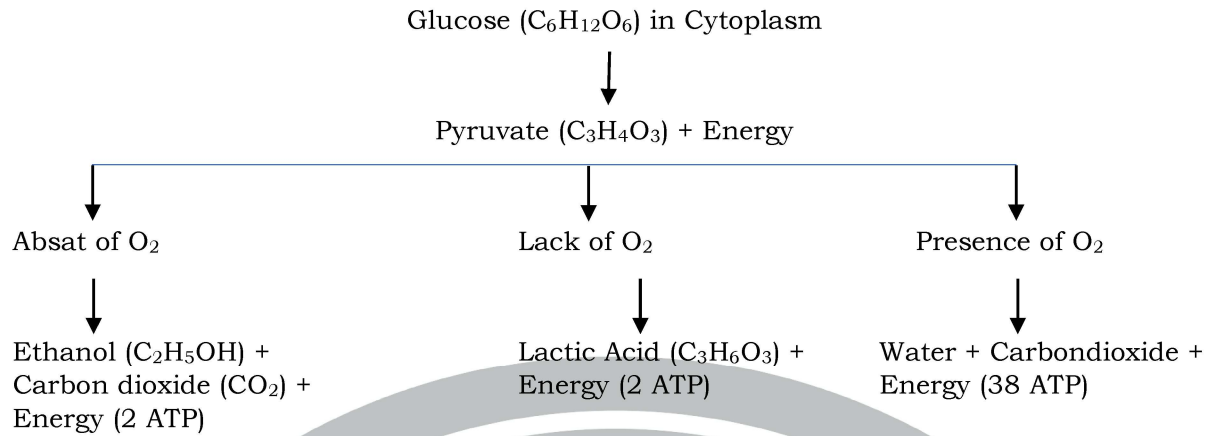 Glucose (C₆H₁₂O₆) in Cytoplasm
Pyruvate (C₃H₄O₃) + Energy
Absat of O₂
Lack of O₂
Presence of O₂
Ethanol (C₂H₅OH) +
Carbon dioxide (CO₂) +
Energy (2 ATP)
Lactic Acid (C₃H₆O₃) +
Energy (2 ATP)
Water + Carbondioxide +
Energy (38 ATP)